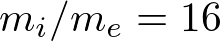 m_i/m_e = 16